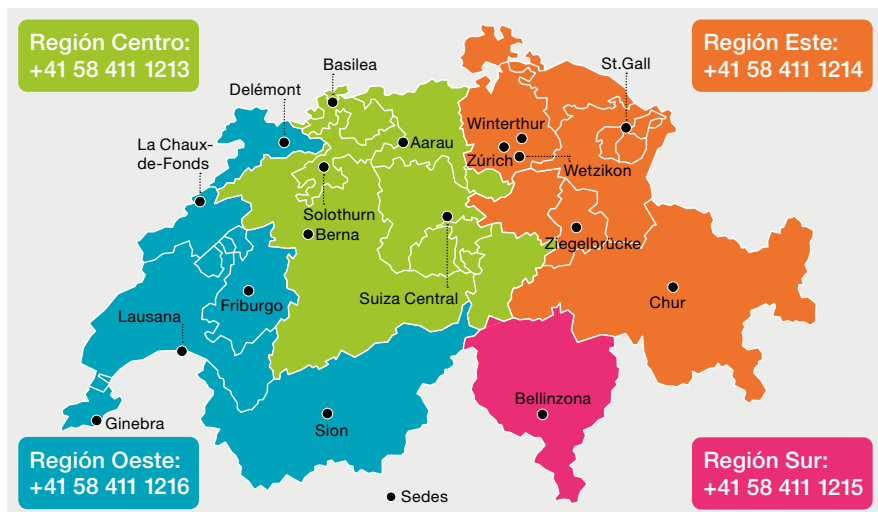 Región Centro:
+41 58 411 1213
Región Este:
+41 58 411 1214
Basilea
St.Gall
Delémont
La Chaux-
de-Fonds
Aarau
Winterthur
Zúrich
Wetzikon
Solothurn
Berna
Ziegelbrücke
Suiza Central
Friburgo
Chur
Lausana
Bellinzona
Ginebra
Sion
Región Oeste:
+41 58 411 1216
Región Sur:
+41 58 411 1215
Sedes